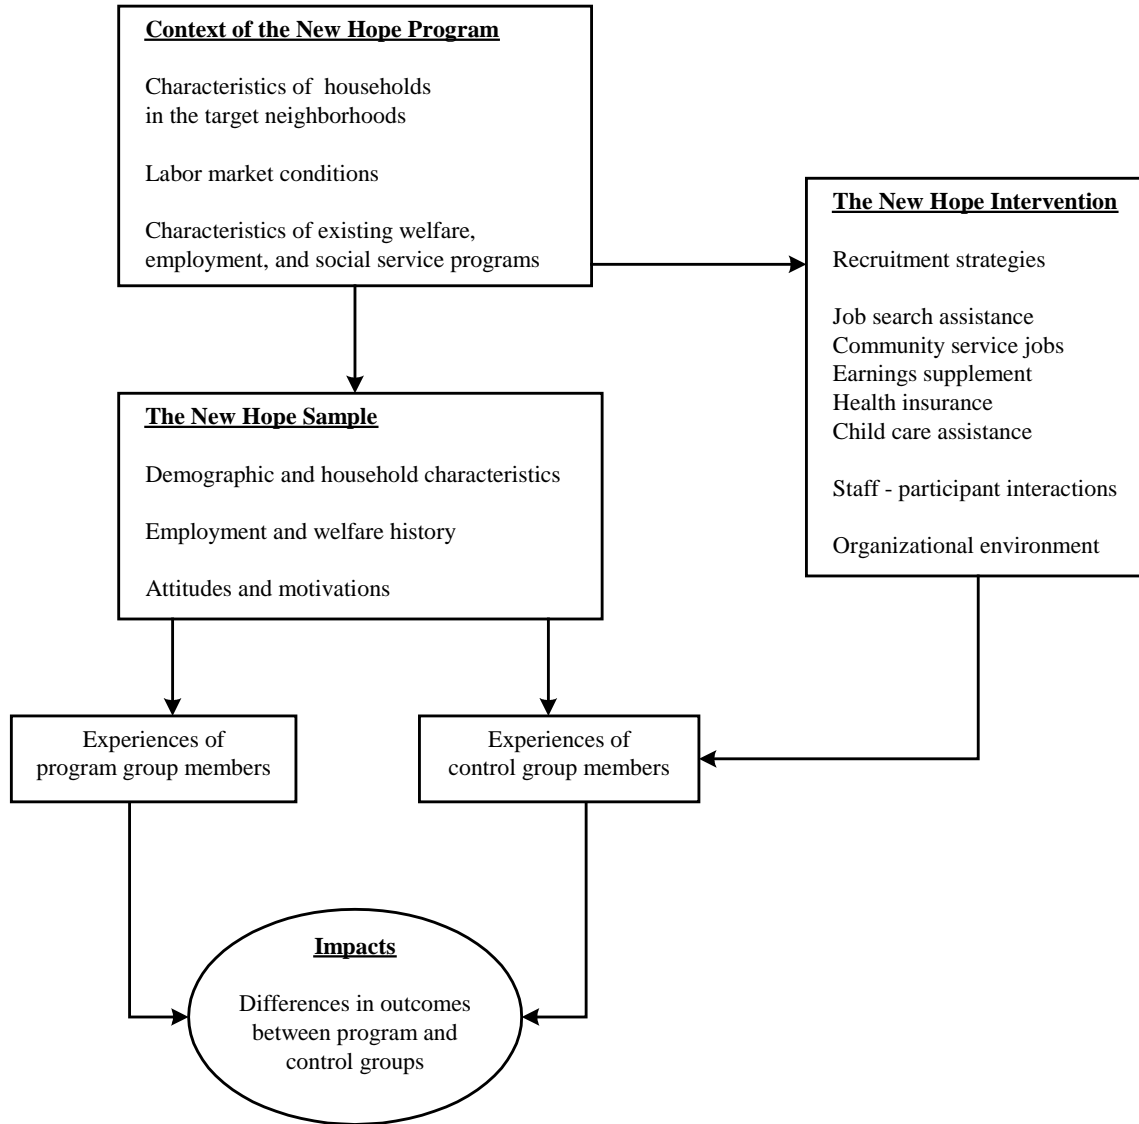 Context of the New Hope Program
Characteristics of households
in the target neighborhoods
Labor market conditions
Characteristics of existing welfare,
employment, and social service programs
The New Hope Intervention
Recruitment strategies
Job search assistance
Community service jobs
Earnings supplement
Health insurance
Child care assistance
Staff - participant interactions
Organizational environment
The New Hope Sample
Demographic and household characteristics
Employment and welfare history
Attitudes and motivations
Experiences of
program group members
Experiences of
control group members
Impacts
Differences in outcomes
between program and
control groups